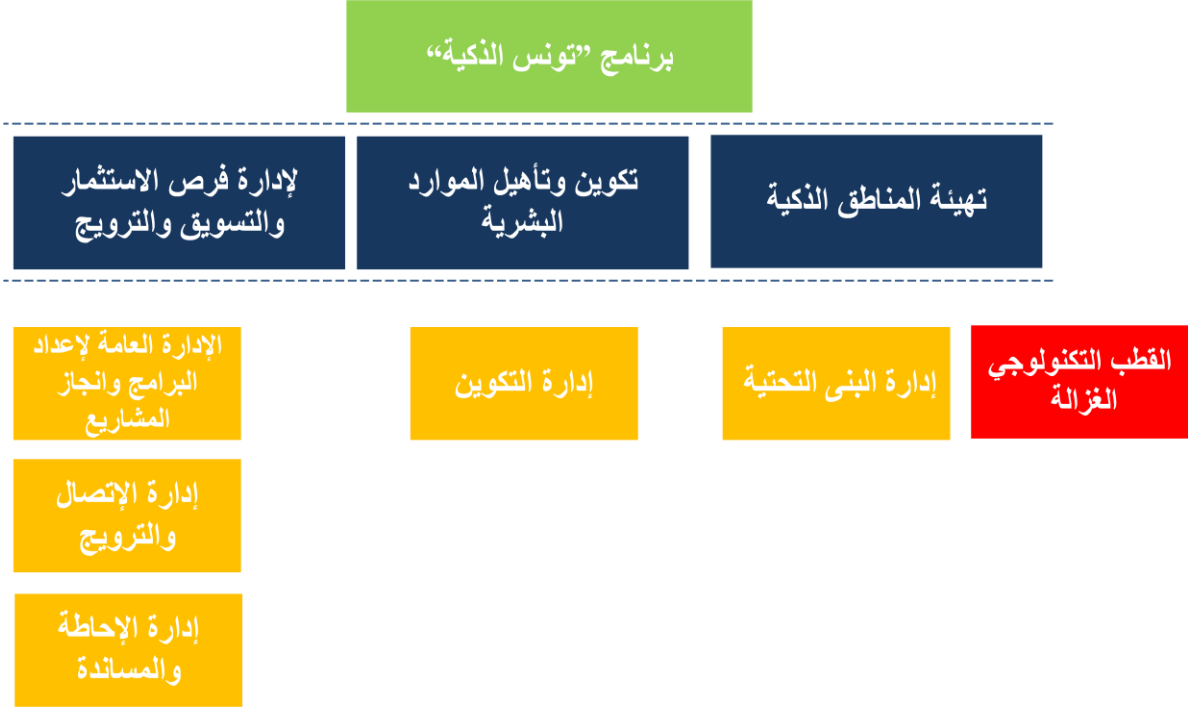 برنامج ”تونس الذكية“
تهيئة المناطق الذكية
تكوين وتأهيل الموارد
البشرية
لإدارة فرص الاستثمار
والتسويق والترويج
القطب التكنولوجي
الغزالة
إدارة البنى التحتية
إدارة التكوين
الإدارة العامة لإعداد
البرامج وانجاز
المشاريع
إدارة الإتصال
والترويج
إدارة الإحاطة
والمساندة